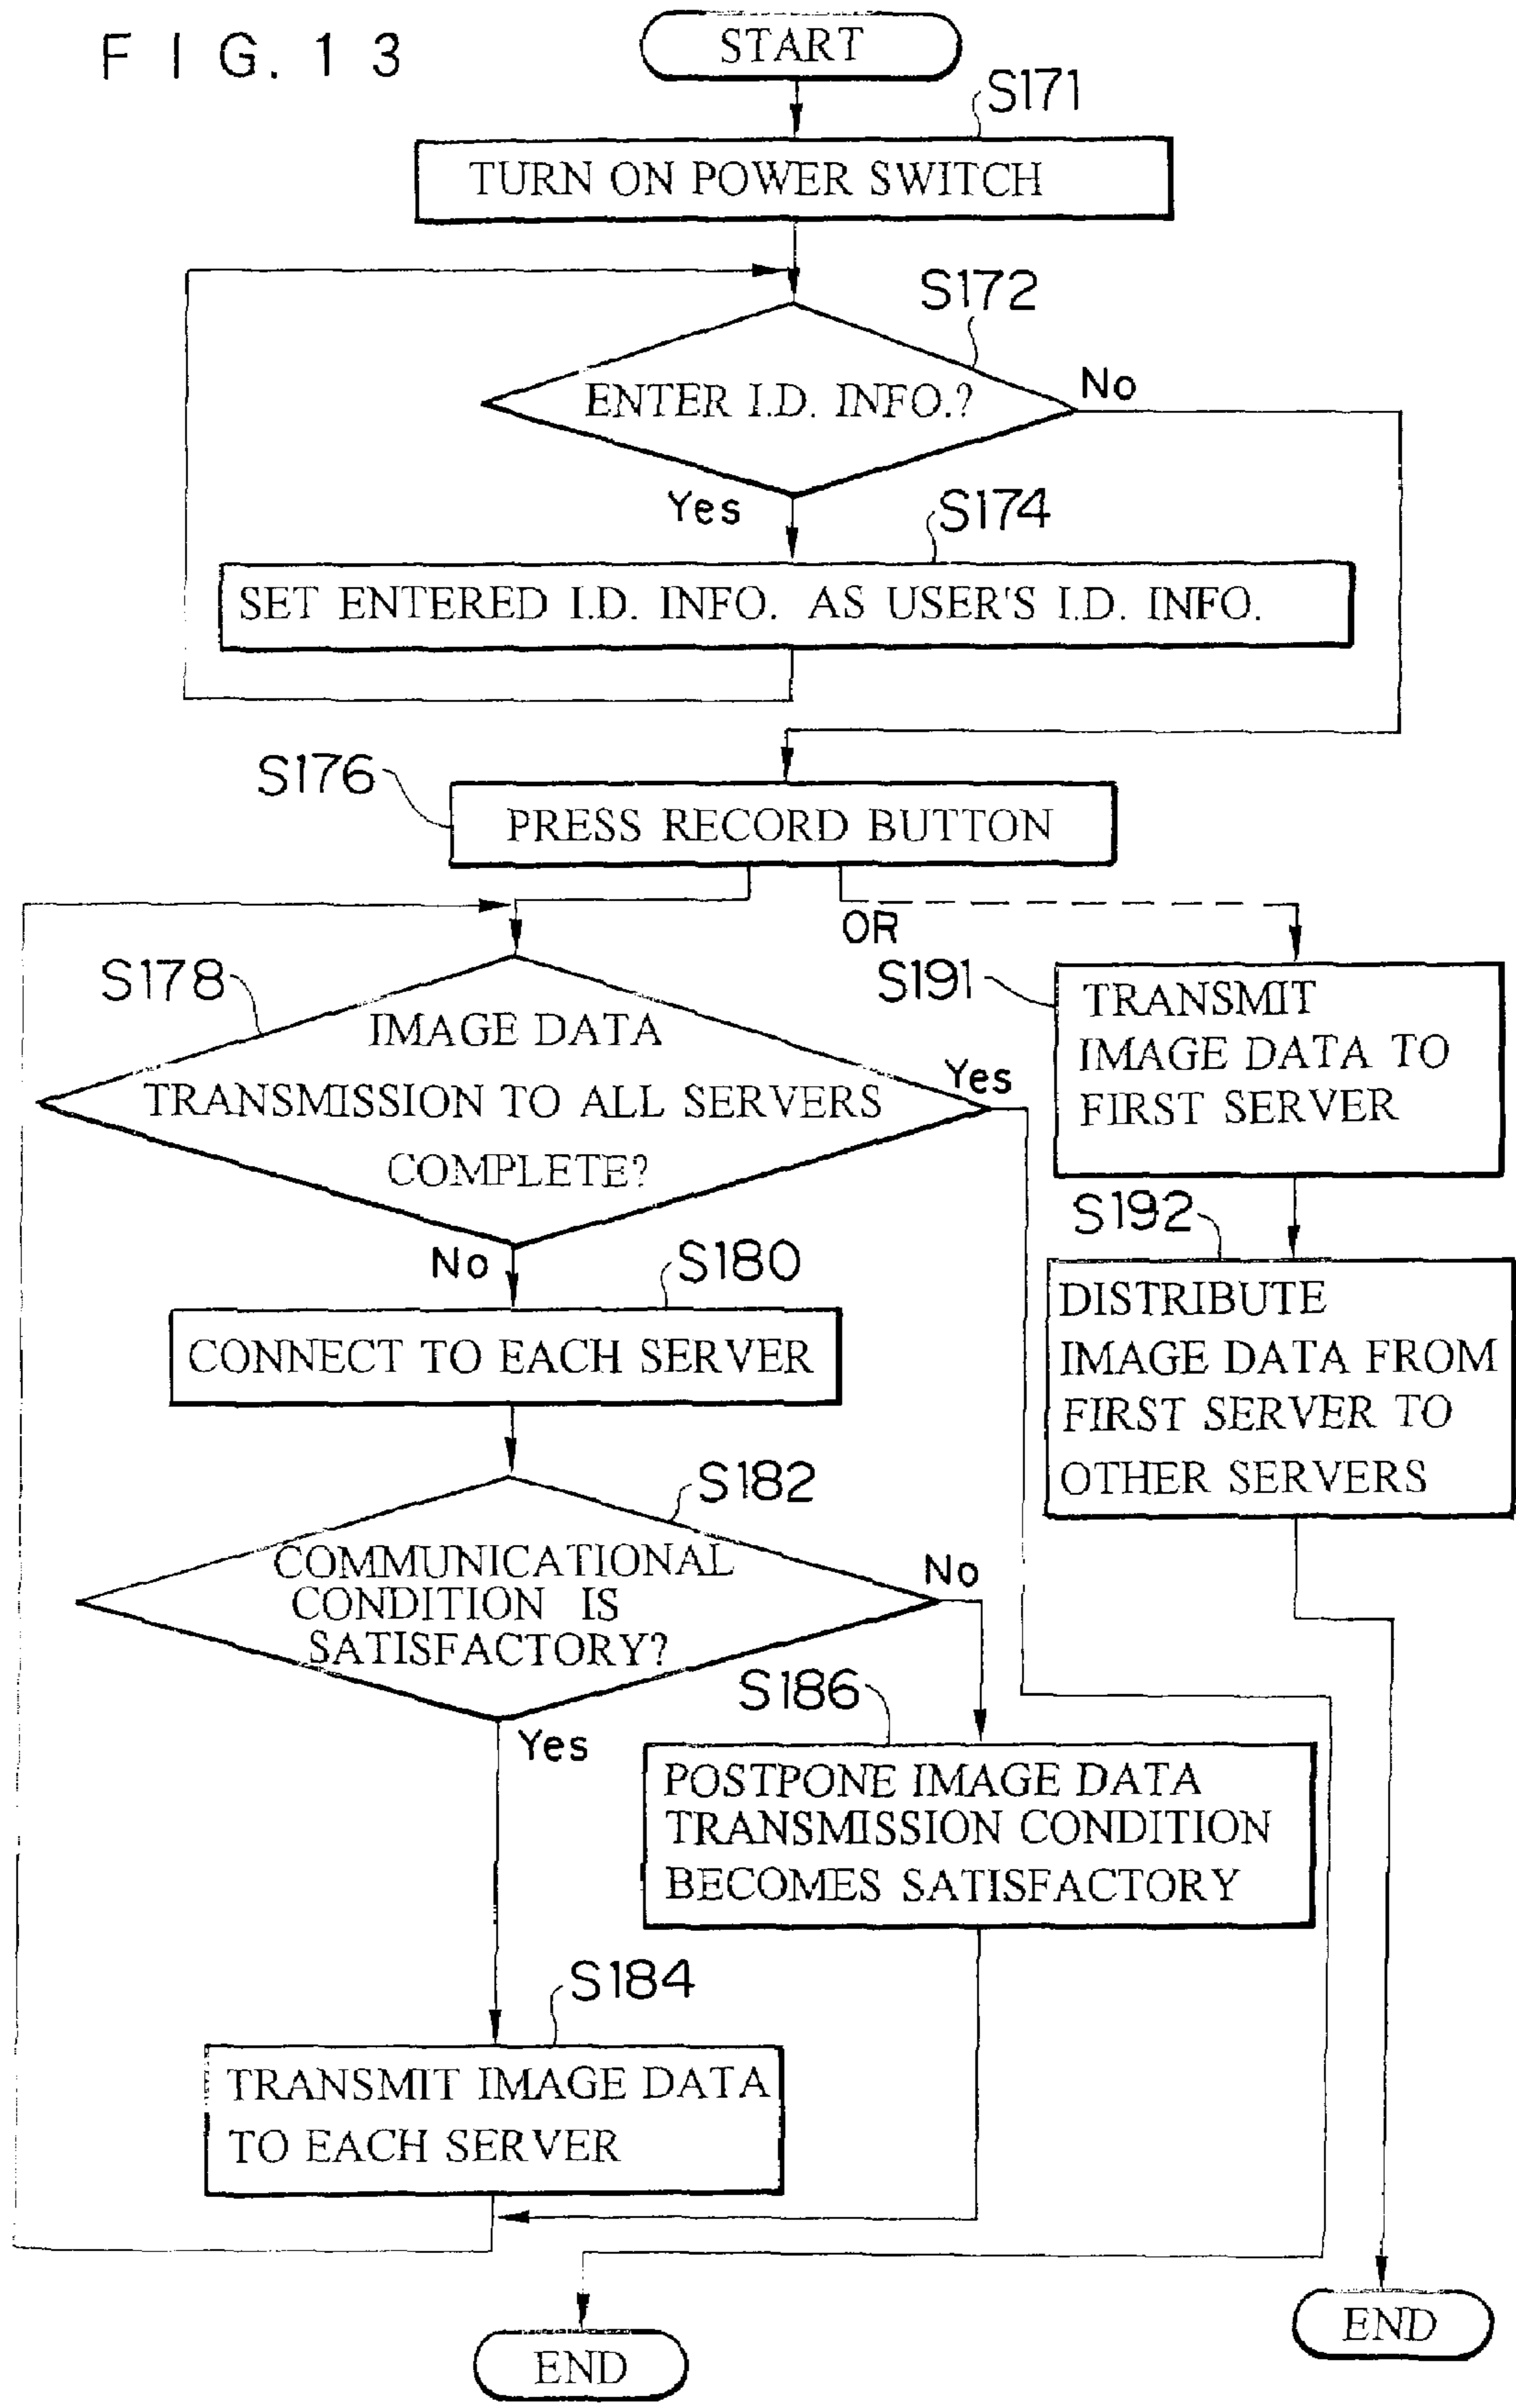 FIG. 13
START
S171
TURN ON POWER SWITCH
S172
ENTER I.D. INFO.?
No
Yes
S174
SET ENTERED I.D. INFO. AS USER'S I.D. INFO.
S176
PRESS RECORD BUTTON
OR
S178
IMAGE DATA
TRANSMISSION TO ALL SERVERS
COMPLETE?
Yes
No
S191
TRANSMIT
IMAGE DATA TO
FIRST SERVER
S192
DISTRIBUTE
IMAGE DATA FROM
FIRST SERVER TO
OTHER SERVERS
S180
CONNECT TO EACH SERVER
S182
COMMUNICATIONAL
CONDITION IS
SATISFACTORY?
No
Yes
S186
POSTPONE IMAGE DATA
TRANSMISSION CONDITION
BECOMES SATISFACTORY
S184
TRANSMIT IMAGE DATA
TO EACH SERVER
END
END